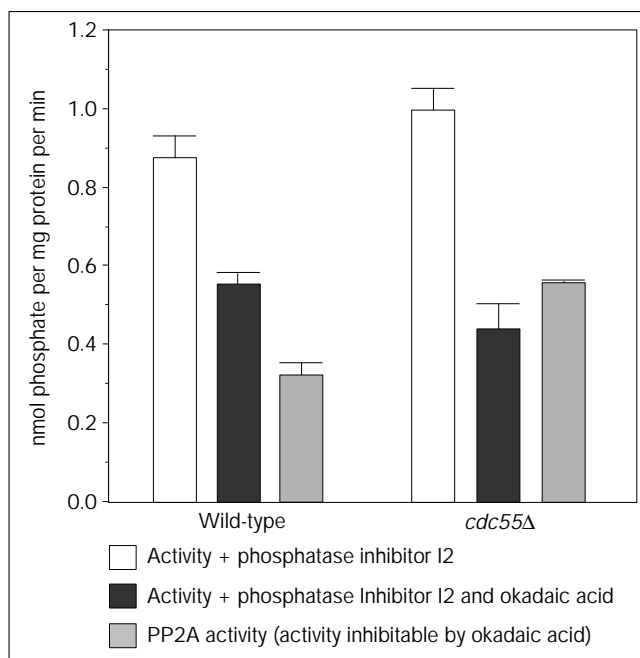 1.2
1.0
0.8
0.6
0.4
0.2
0.0
nmol phosphate per mg protein per min
Wild-type cdc55Δ
Activity + phosphatase inhibitor I2
Activity + phosphatase Inhibitor I2 and okadaic acid
PP2A activity (activity inhibitable by okadaic acid)